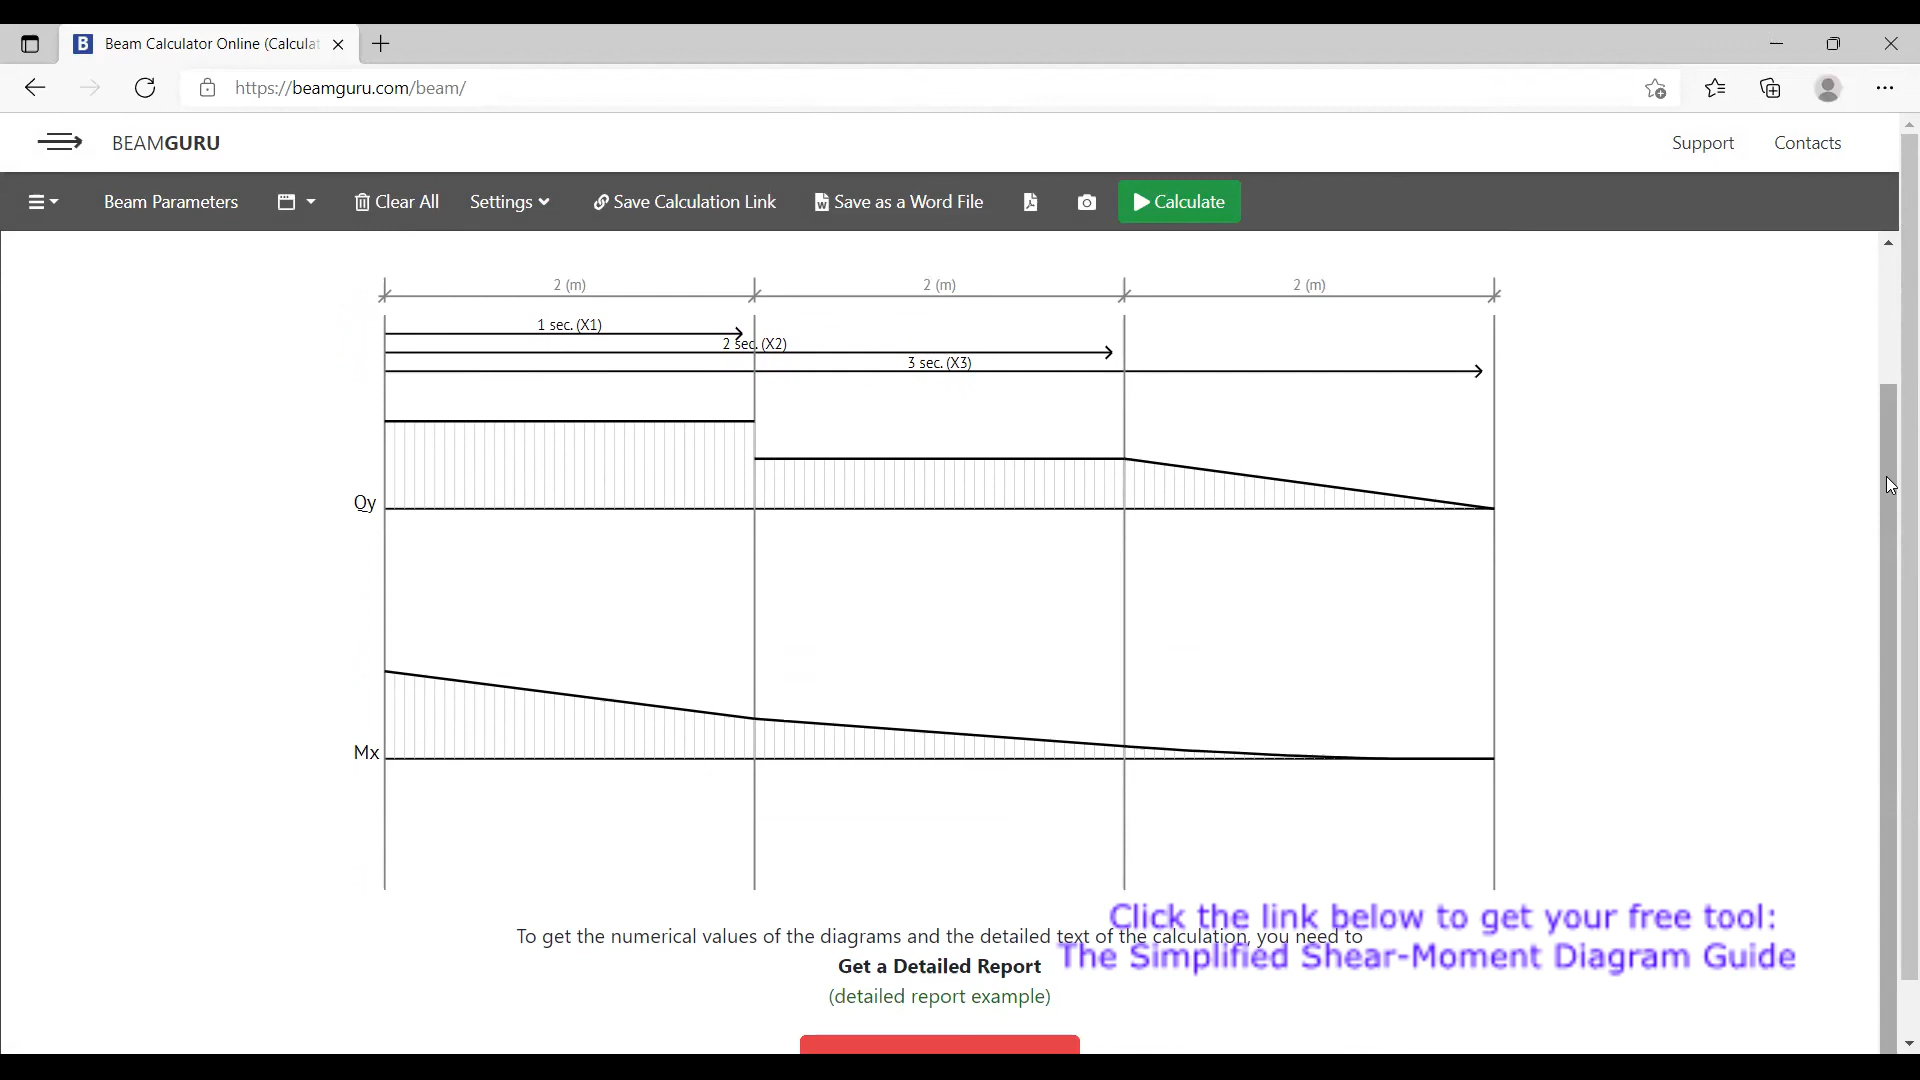 Beam Calculator Online (Calculat
https://beamguru.com/beam/
BEAMGURU
Support
Contacts
Beam Parameters
Clear All
Settings
Save Calculation Link
Save as a Word File
Calculate
2 (m)
2 (m)
2 (m)
1 sec. (X1)
2 sec. (X2)
3 sec. (X3)
Qy
Mx
To get the numerical values of the diagrams and the detailed text of the calculation, you need to
Get a Detailed Report
(detailed report example)
Click the link below to get your free tool:
The Simplified Shear-Moment Diagram Guide